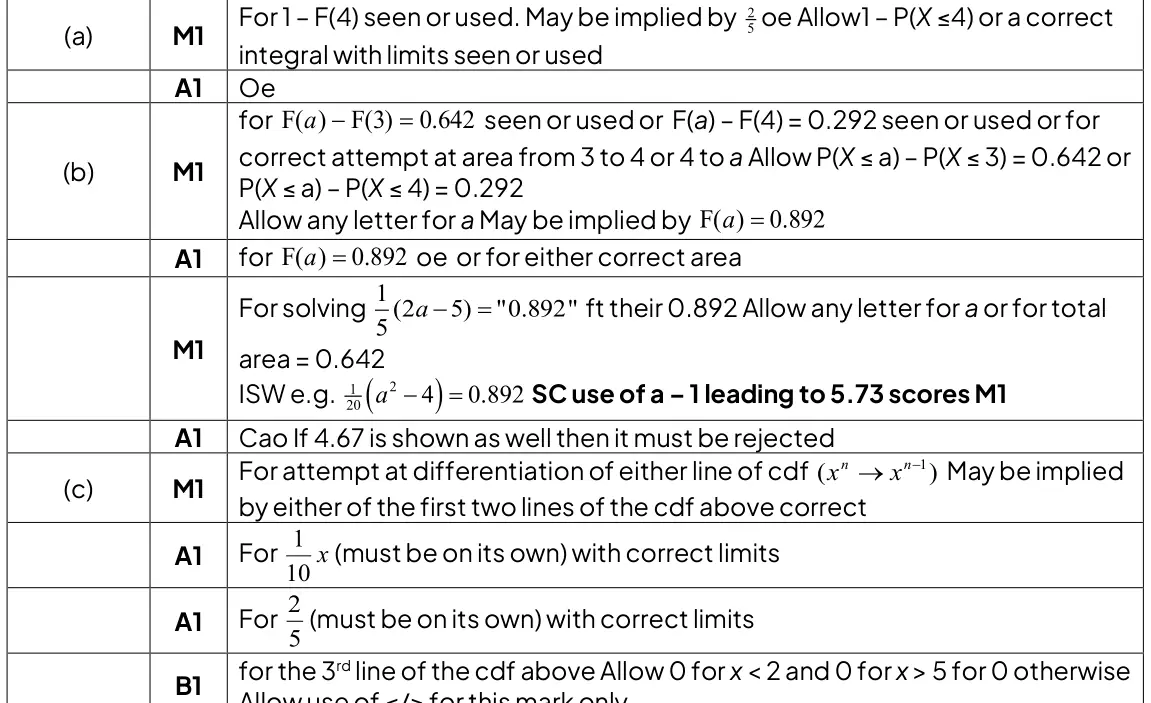 (a) M1 For 1 – F(4) seen or used. May be implied by 2/5 oe Allow1 – P(X ≤4) or a correct
integral with limits seen or used
A1 Oe
for F(a) – F(3) = 0.642 seen or used or F(a) – F(4) = 0.292 seen or used or for
correct attempt at area from 3 to 4 or 4 to a Allow P(X ≤ a) – P(X ≤ 3) = 0.642 or
(b) M1 P(X ≤ a) – P(X ≤ 4) = 0.292
Allow any letter for a May be implied by F(a) = 0.892
A1 for F(a) = 0.892 oe or for either correct area
For solving 1/5(2a – 5) = "0.892" ft their 0.892 Allow any letter for a or for total
M1 area = 0.642
ISW e.g. 1/20(a² – 4) = 0.892 SC use of a – 1 leading to 5.73 scores M1
A1 Cao If 4.67 is shown as well then it must be rejected
(c) M1 For attempt at differentiation of either line of cdf (xⁿ → xⁿ⁻¹) May be implied
by either of the first two lines of the cdf above correct
A1 For 1/10 x (must be on its own) with correct limits
A1 For 2/5 (must be on its own) with correct limits
B1 for the 3rd line of the cdf above Allow 0 for x < 2 and 0 for x > 5 for 0 otherwise
Allow use of </> for this mark only